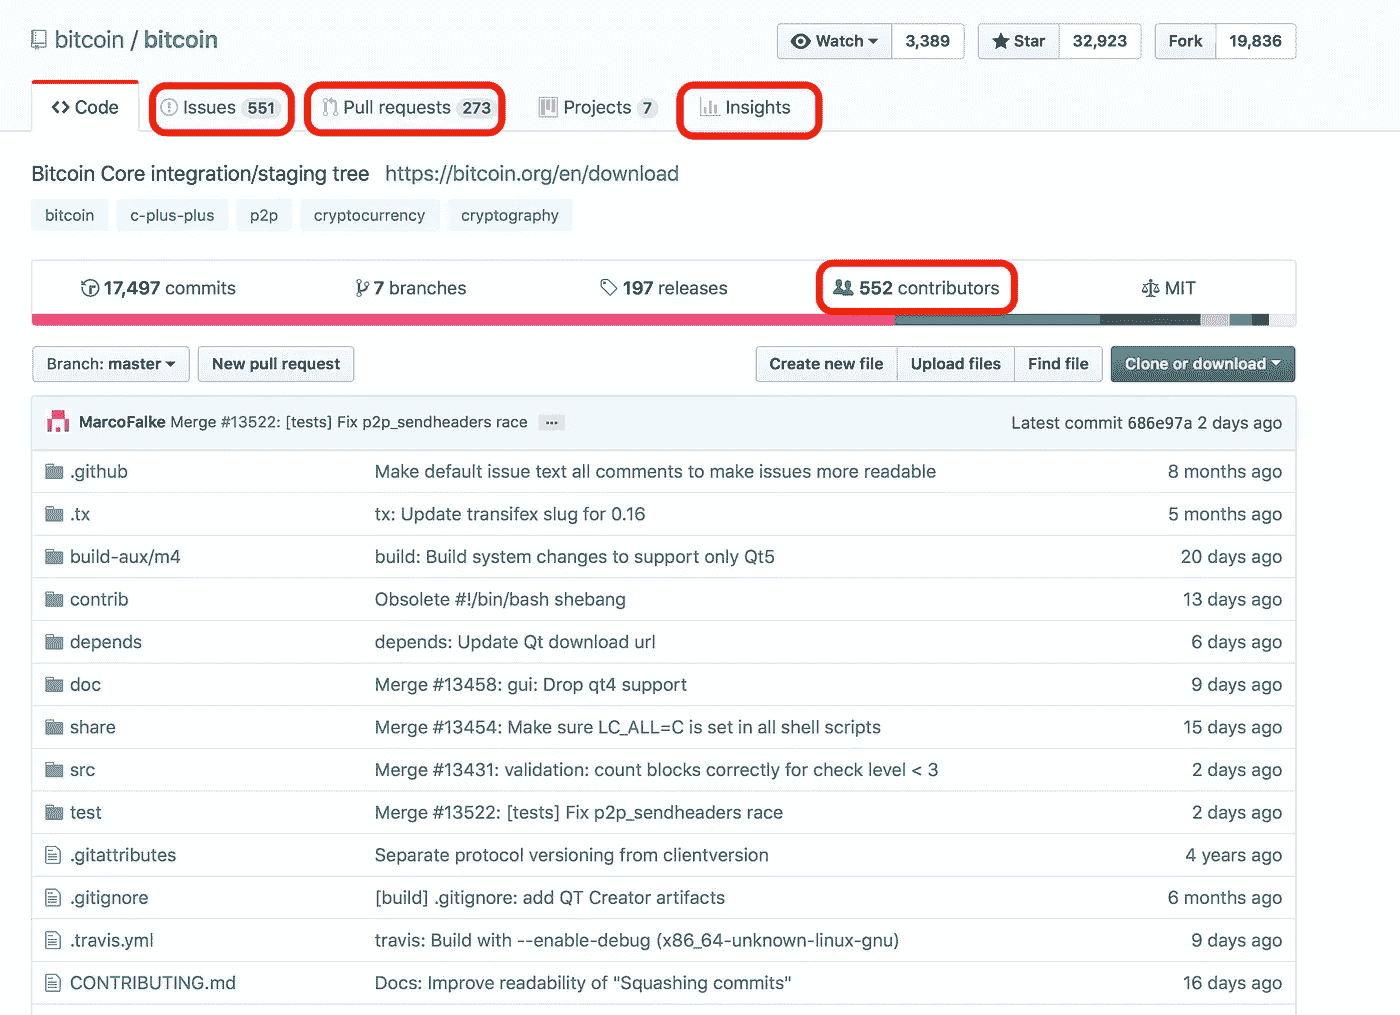 bitcoin / bitcoin
Watch 3,389 Star 32,923 Fork 19,836
Code Issues 551 Pull requests 273 Projects 7 Insights
Bitcoin Core integration/staging tree https://bitcoin.org/en/download
bitcoin c-plus-plus p2p cryptocurrency cryptography
17,497 commits 7 branches 197 releases 552 contributors MIT
Branch: master New pull request Create new file Upload files Find file Clone or download
MarcoFalke Merge #13522: [tests] Fix p2p_sendheaders race ... Latest commit 686e97a 2 days ago
.github Make default issue text all comments to make issues more readable 8 months ago
.tx tx: Update transifex slug for 0.16 5 months ago
build-aux/m4 build: Build system changes to support only Qt5 20 days ago
contrib Obsolete #!/bin/bash shebang 13 days ago
depends depends: Update Qt download url 6 days ago
doc Merge #13458: gui: Drop qt4 support 9 days ago
share Merge #13454: Make sure LC_ALL=C is set in all shell scripts 15 days ago
src Merge #13431: validation: count blocks correctly for check level < 3 2 days ago
test Merge #13522: [tests] Fix p2p_sendheaders race 2 days ago
.gitattributes Separate protocol versioning from clientversion 4 years ago
.gitignore [build] .gitignore: add QT Creator artifacts 6 months ago
.travis.yml travis: Build with --enable-debug (x86_64-unknown-linux-gnu) 9 days ago
CONTRIBUTING.md Docs: Improve readability of "Squashing commits" 16 days ago